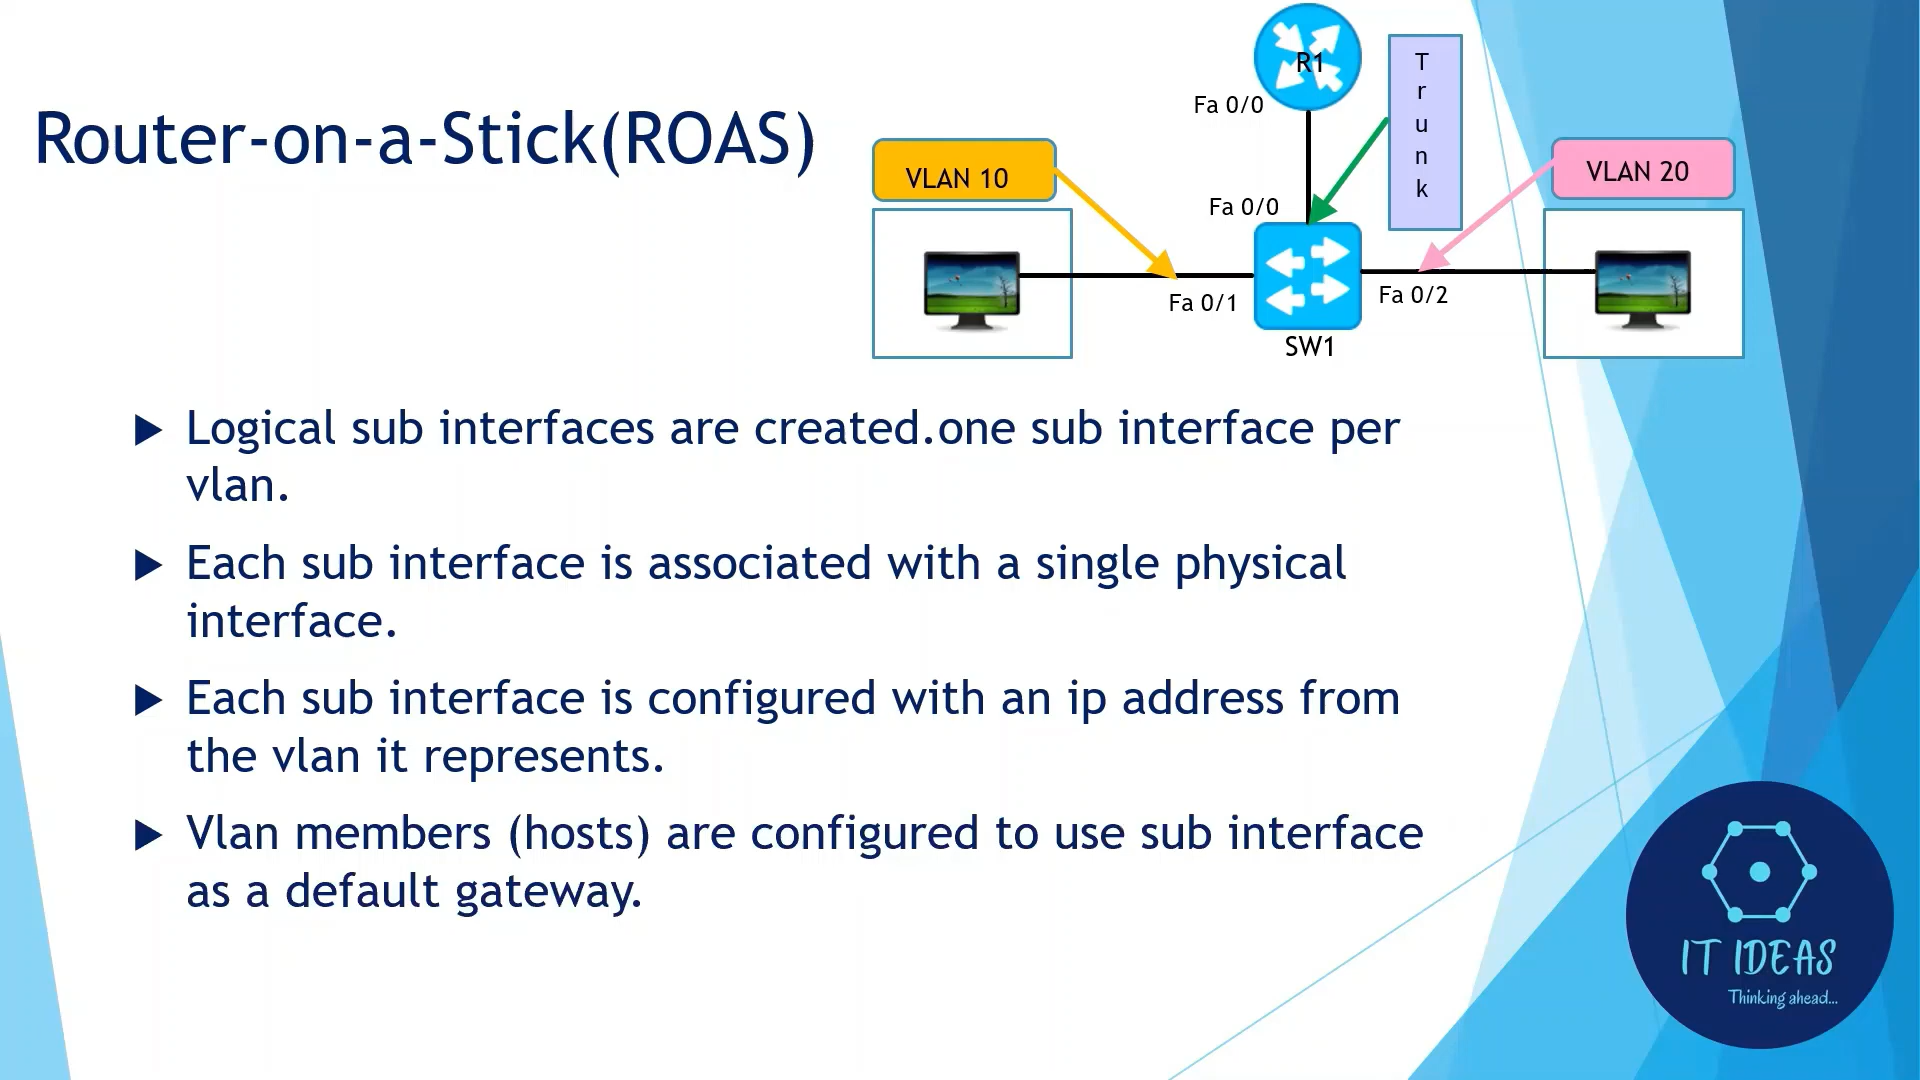 Router-on-a-Stick(ROAS)
R1
Fa 0/0
T
r
u
n
k
VLAN 10
VLAN 20
Fa 0/0
Fa 0/1
Fa 0/2
SW1
Logical sub interfaces are created.one sub interface per
vlan.
Each sub interface is associated with a single physical
interface.
Each sub interface is configured with an ip address from
the vlan it represents.
Vlan members (hosts) are configured to use sub interface
as a default gateway.
IT IDEAS
Thinking ahead...